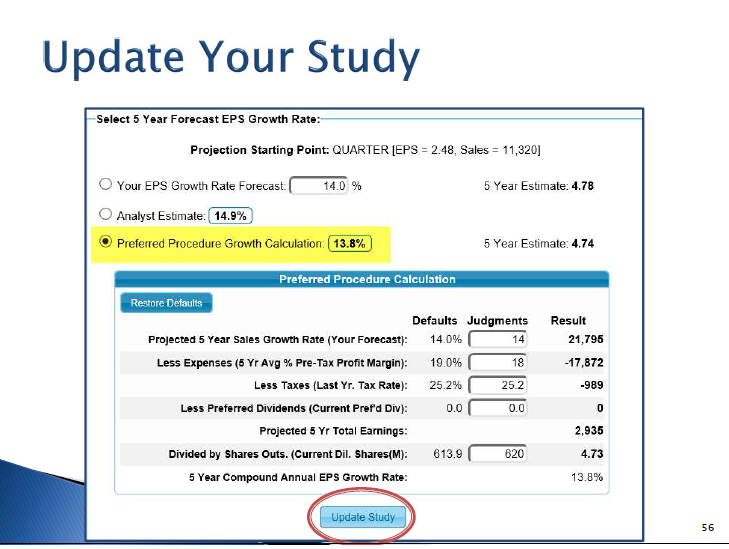 Update Your Study
Select 5 Year Forecast EPS Growth Rate:
Projection Starting Point: QUARTER [EPS = 2.48, Sales = 11,320]
Your EPS Growth Rate Forecast: 14.0 % 5 Year Estimate: 4.78
Analyst Estimate: 14.9%
Preferred Procedure Growth Calculation: 13.8% 5 Year Estimate: 4.74
Preferred Procedure Calculation
Restore Defaults
Defaults Judgments Result
Projected 5 Year Sales Growth Rate (Your Forecast): 14.0% 14 21,795
Less Expenses (5 Yr Avg % Pre-Tax Profit Margin): 19.0% 18 -17,872
Less Taxes (Last Yr. Tax Rate): 25.2% 25.2 -989
Less Preferred Dividends (Current Pref'd Div): 0.0 0.0 0
Projected 5 Yr Total Earnings: 2,935
Divided by Shares Outs. (Current Dil. Shares(M): 613.9 620 4.73
5 Year Compound Annual EPS Growth Rate: 13.8%
Update Study
56